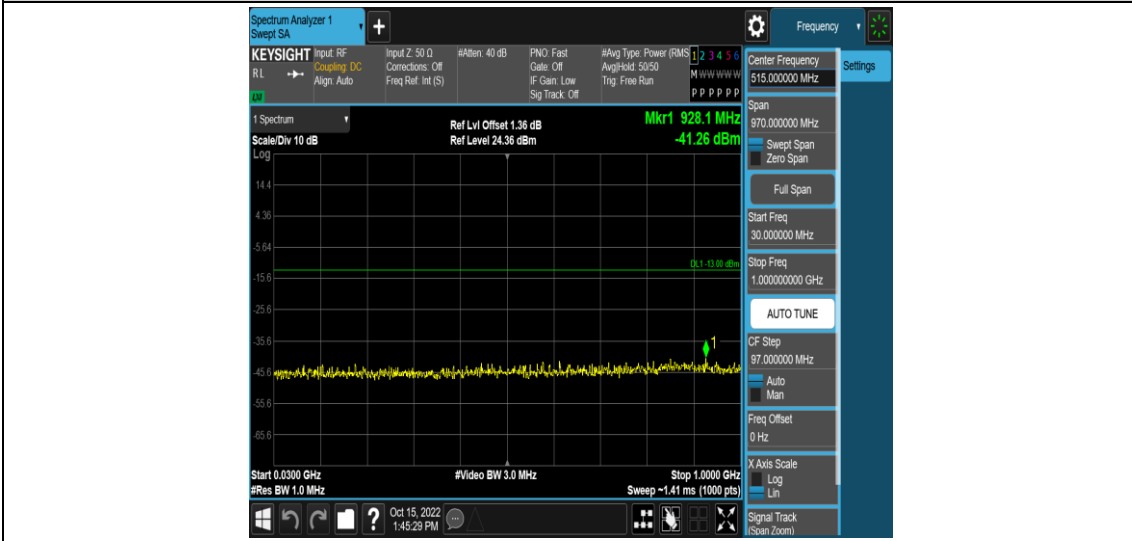 Spectrum Analyzer 1
Swept SA
+
Frequency
KEYSIGHT
RL
Input: RF
Coupling: DC
Align: Auto
Input Z: 50 Ω
Corrections: Off
Freq Ref: Int (S)
#Atten: 40 dB
PNO: Fast
Gate: Off
IF Gain: Low
Sig Track: Off
#Avg Type: Power (RMS
Avg|Hold: 50/50
Trig: Free Run
1 2 3 4 5 6
M W W W W W
P P P P P P
1 Spectrum
Scale/Div 10 dB
Log
Ref Lvl Offset 1.36 dB
Ref Level 24.36 dBm
Mkr1 928.1 MHz
-41.26 dBm
14.4
4.36
-5.64
-15.6
-25.6
-35.6
-45.6
-55.6
-65.6
DL1 -13.00 dBm
1
Start 0.0300 GHz
#Res BW 1.0 MHz
#Video BW 3.0 MHz
Stop 1.0000 GHz
Sweep ~1.41 ms (1000 pts)
Center Frequency
515.000000 MHz
Settings
Span
970.000000 MHz
Swept Span
Zero Span
Full Span
Start Freq
30.000000 MHz
Stop Freq
1.000000000 GHz
AUTO TUNE
CF Step
97.000000 MHz
Auto
Man
Freq Offset
0 Hz
X Axis Scale
Log
Lin
Signal Track
(Span Zoom)
?
Oct 15, 2022
1:45:29 PM